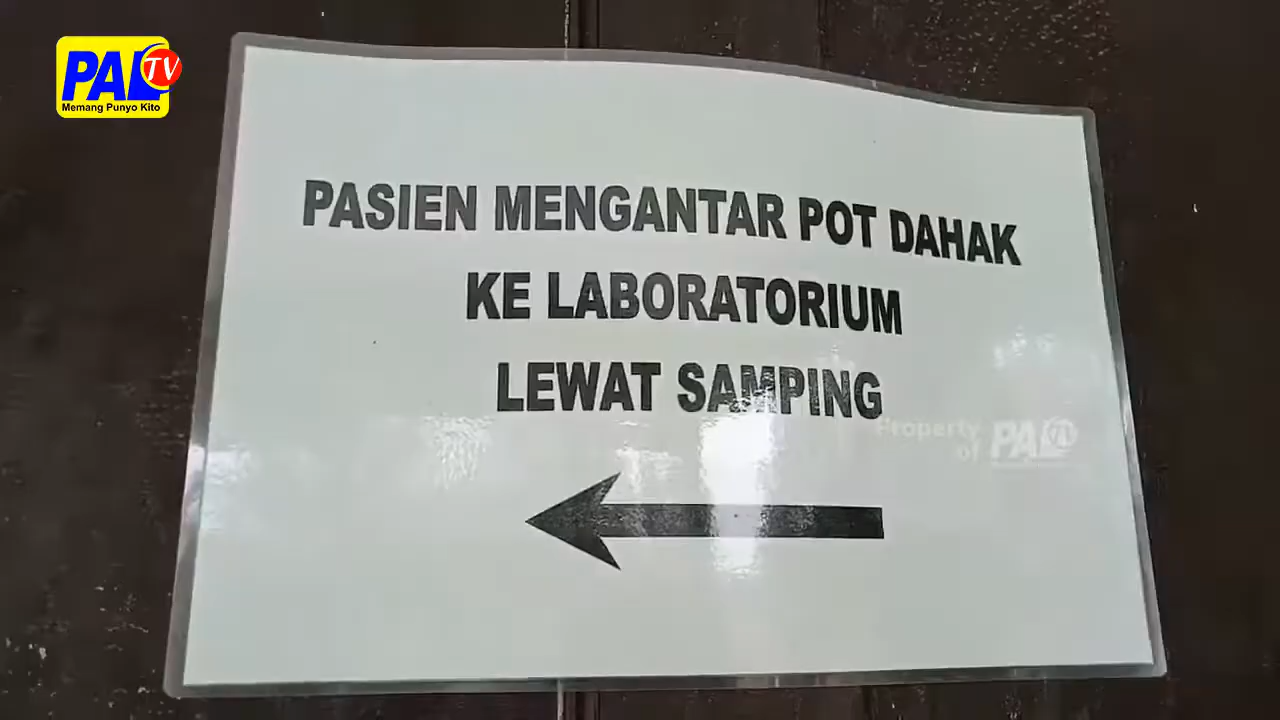 PAL TV
Memang Punyo Kito
PASIEN MENGANTAR POT DAHAK
KE LABORATORIUM
LEWAT SAMPING
Property
of PAL TV